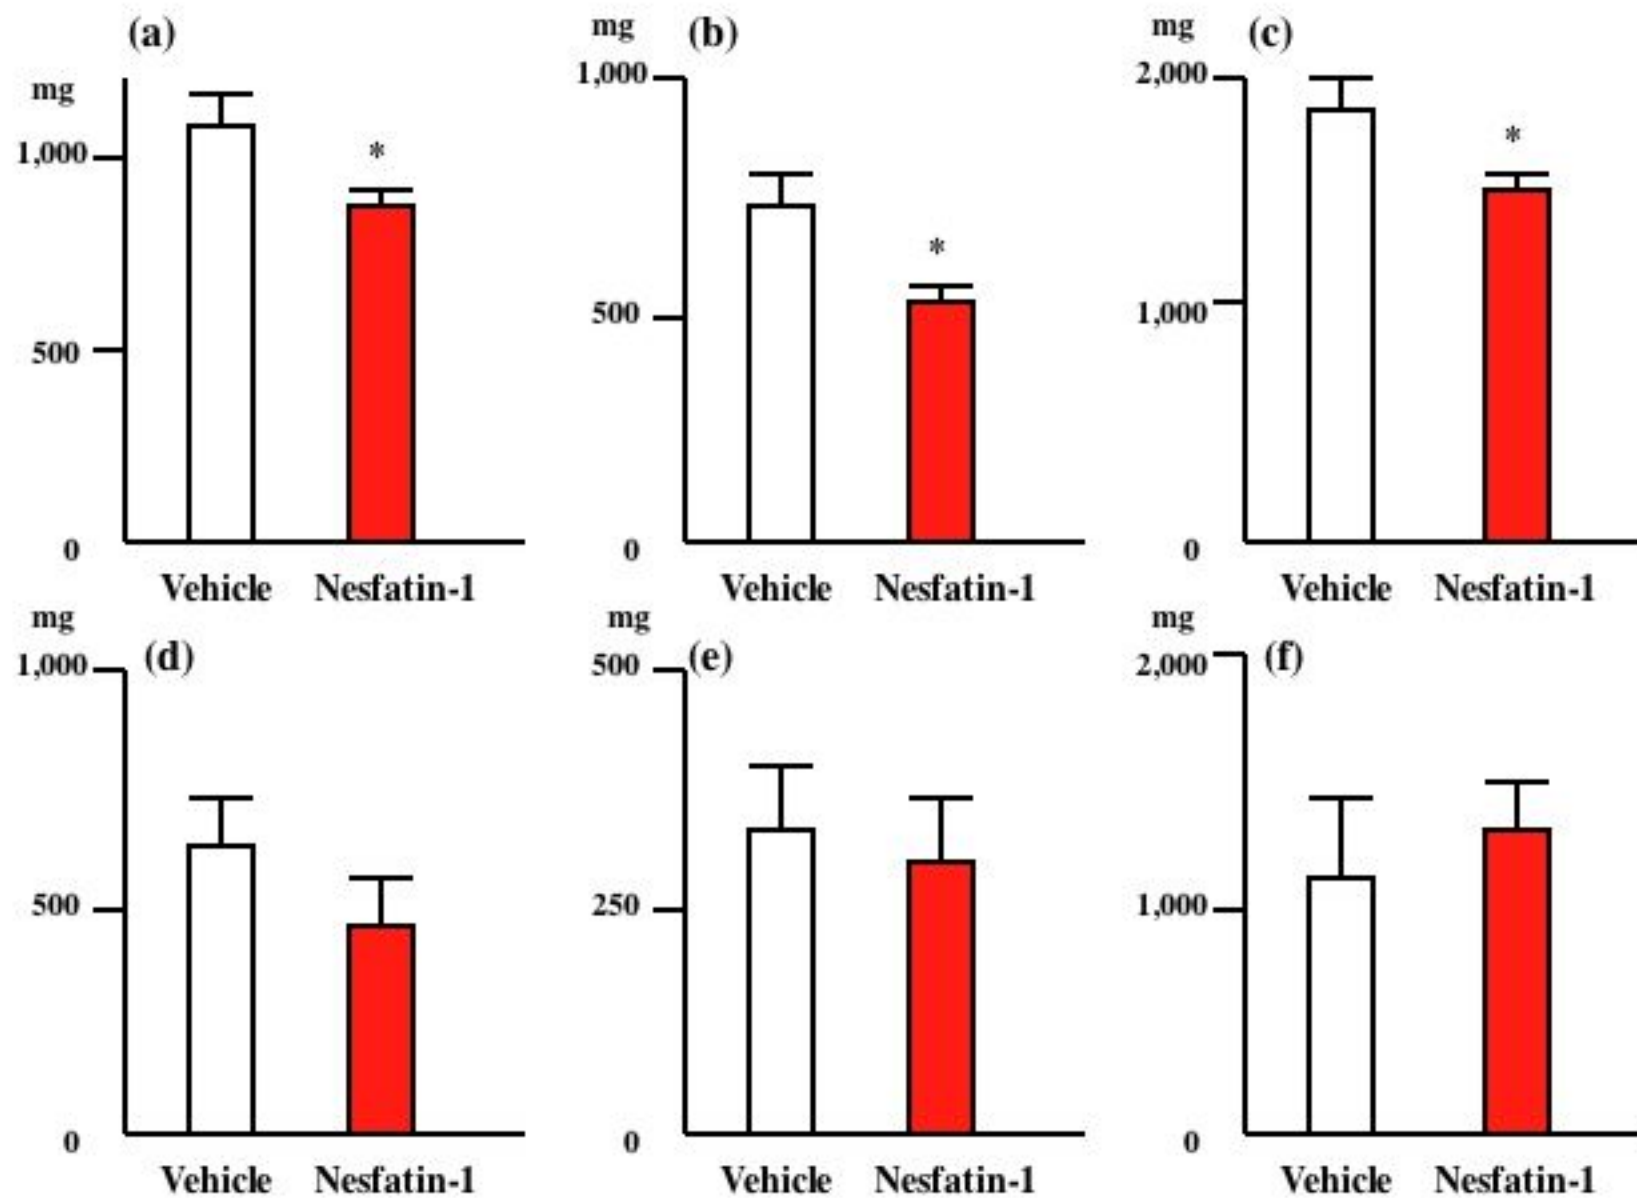 (a)
mg
1,000
*
500
0
Vehicle Nesfatin-1
mg
(b)
1,000
*
500
0
Vehicle Nesfatin-1
mg
(c)
2,000
*
1,000
0
Vehicle Nesfatin-1
mg
(d)
1,000
500
0
Vehicle Nesfatin-1
mg
(e)
500
250
0
Vehicle Nesfatin-1
mg
(f)
2,000
1,000
0
Vehicle Nesfatin-1